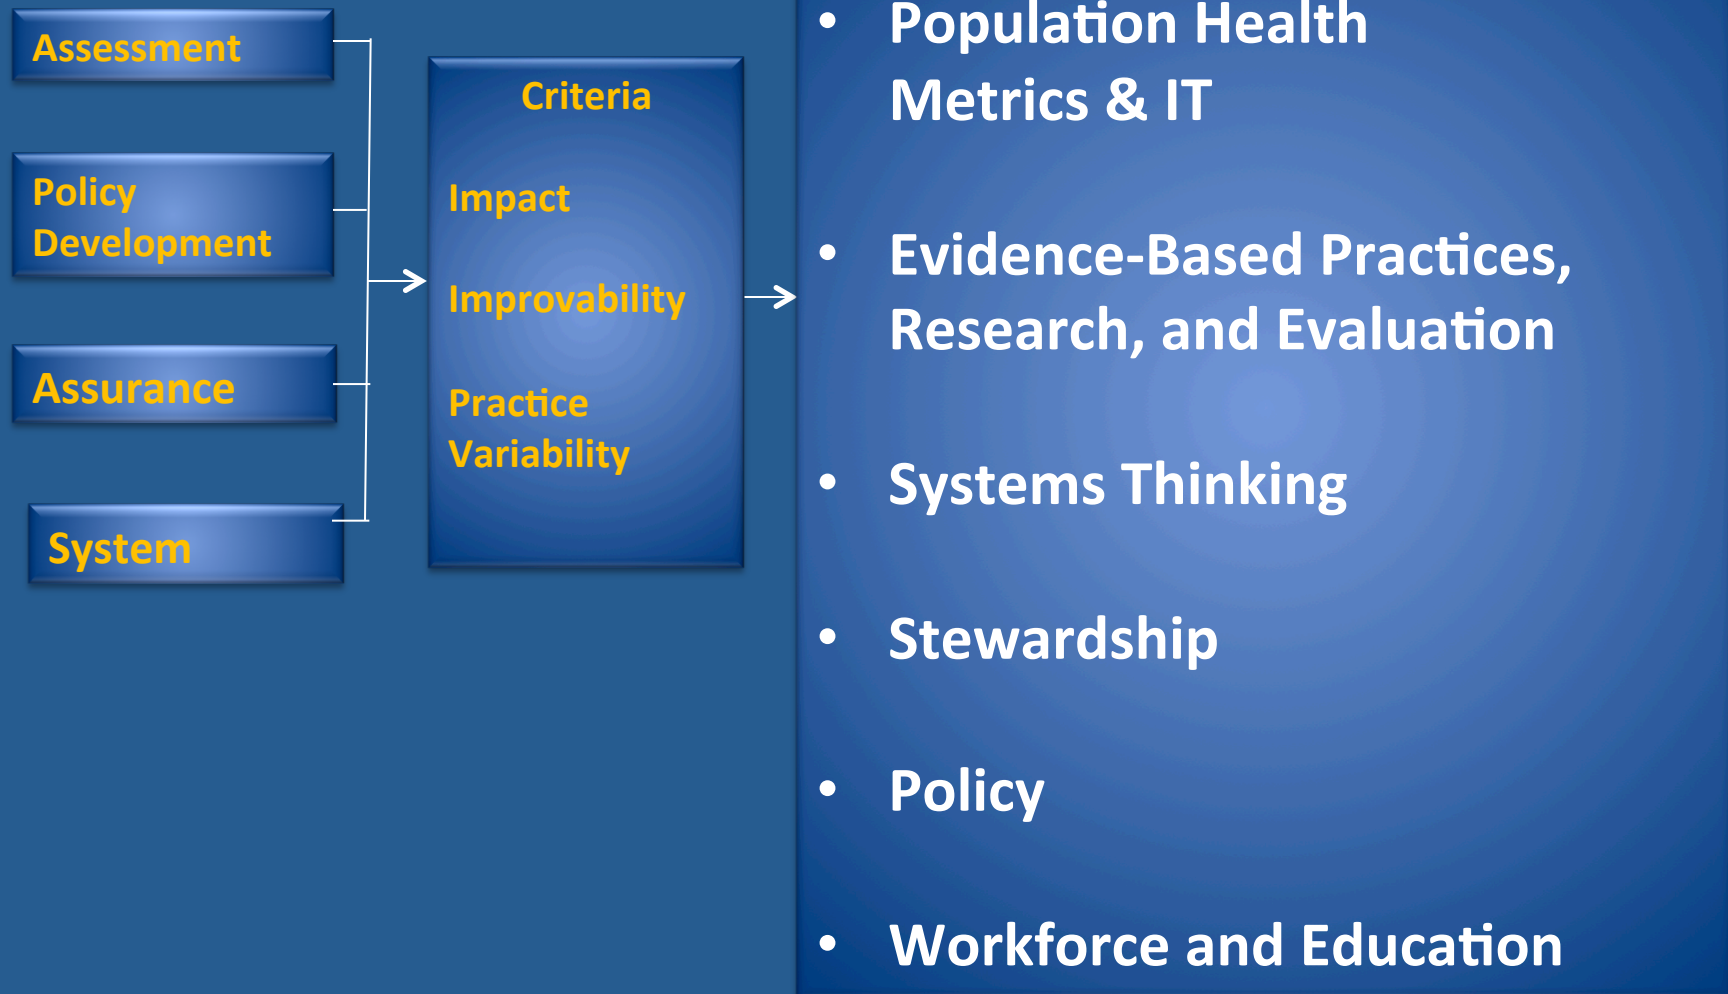 Assessment
Policy
Development
Assurance
System
Criteria
Impact
Improvability
Practice
Variability
• Population Health
Metrics & IT
• Evidence-Based Practices,
Research, and Evaluation
• Systems Thinking
• Stewardship
• Policy
• Workforce and Education